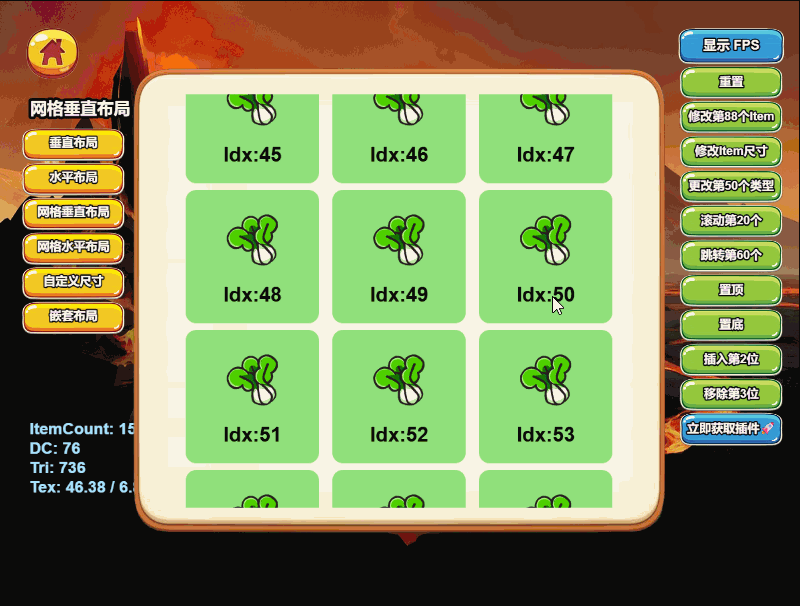 网格垂直布局
垂直布局
水平布局
网格垂直布局
网格水平布局
自定义尺寸
嵌套布局
ItemCount: 15
DC: 76
Tri: 736
Tex: 46.38 / 6.
Idx:45 Idx:46 Idx:47
Idx:48 Idx:49 Idx:50
Idx:51 Idx:52 Idx:53
显示 FPS
重置
修改第88个Item
修改Item尺寸
更改第50个类型
滚动第20个
跳转第60个
置顶
置底
插入第2位
移除第3位
立即获取插件🚀